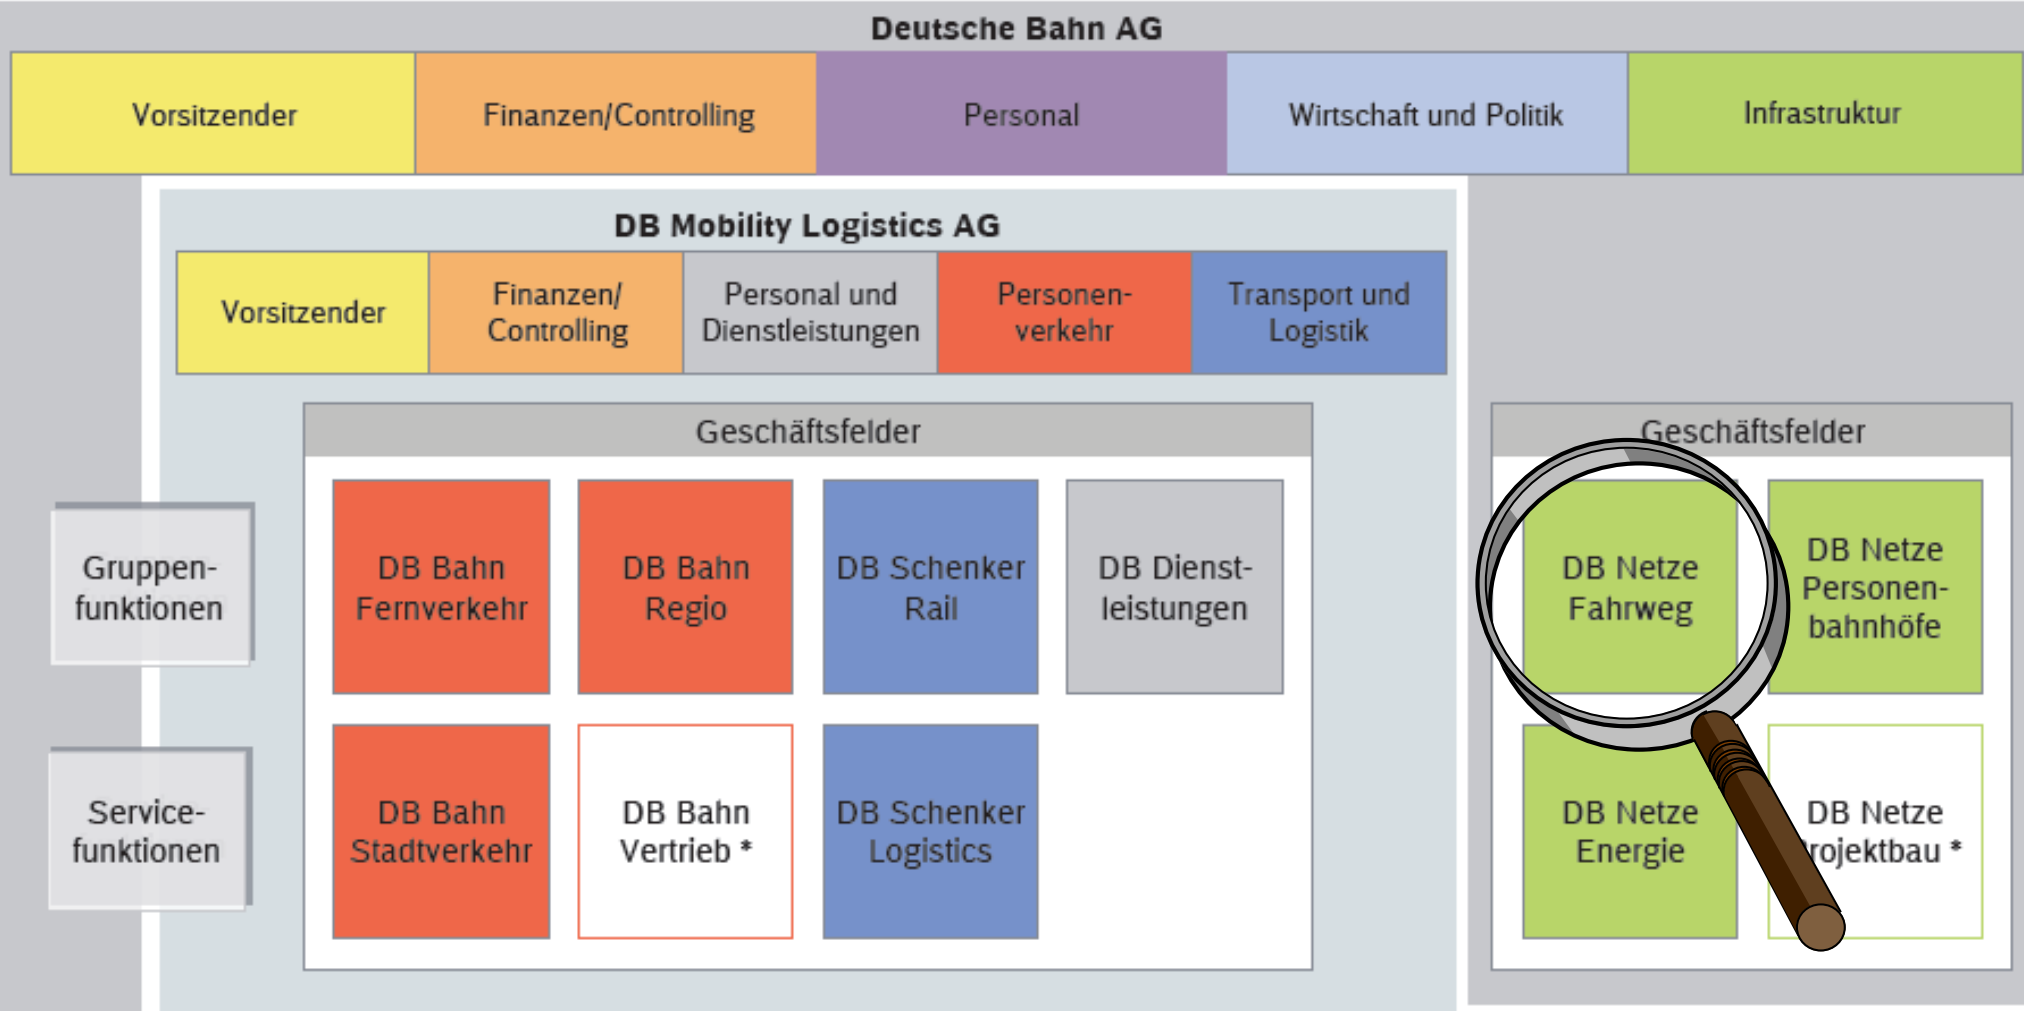 Deutsche Bahn AG
Vorsitzender
Finanzen/Controlling
Personal
Wirtschaft und Politik
Infrastruktur
DB Mobility Logistics AG
Vorsitzender
Finanzen/
Controlling
Personal und
Dienstleistungen
Personen-
verkehr
Transport und
Logistik
Geschäftsfelder
Geschäftsfelder
Gruppen-
funktionen
DB Bahn
Fernverkehr
DB Bahn
Regio
DB Schenker
Rail
DB Dienst-
leistungen
DB Netze
Fahrweg
DB Netze
Personen-
bahnhöfe
Service-
funktionen
DB Bahn
Stadtverkehr
DB Bahn
Vertrieb *
DB Schenker
Logistics
DB Netze
Energie
DB Netze
rojektbau *